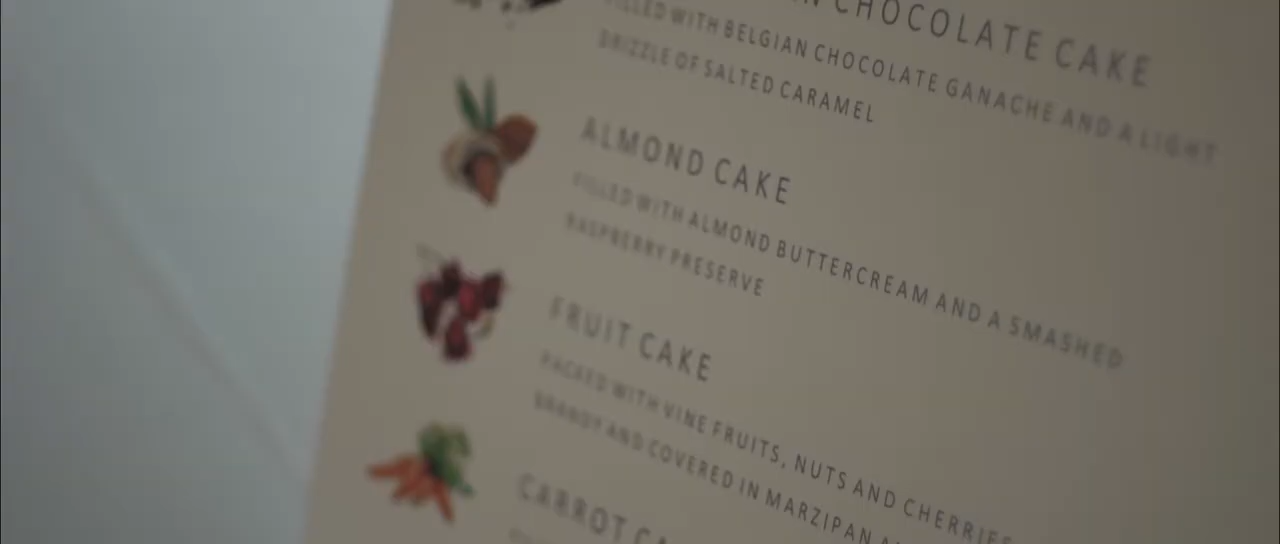 CHOCOLATE CAKE
FILLED WITH BELGIAN CHOCOLATE GANACHE AND A LIGHT
DRIZZLE OF SALTED CARAMEL
ALMOND CAKE
FILLED WITH ALMOND BUTTERCREAM AND A SMASHED
RASPBERRY PRESERVE
FRUIT CAKE
PACKED WITH VINE FRUITS, NUTS AND CHERRIES
BRANDY AND COVERED IN MARZIPAN
CARROT